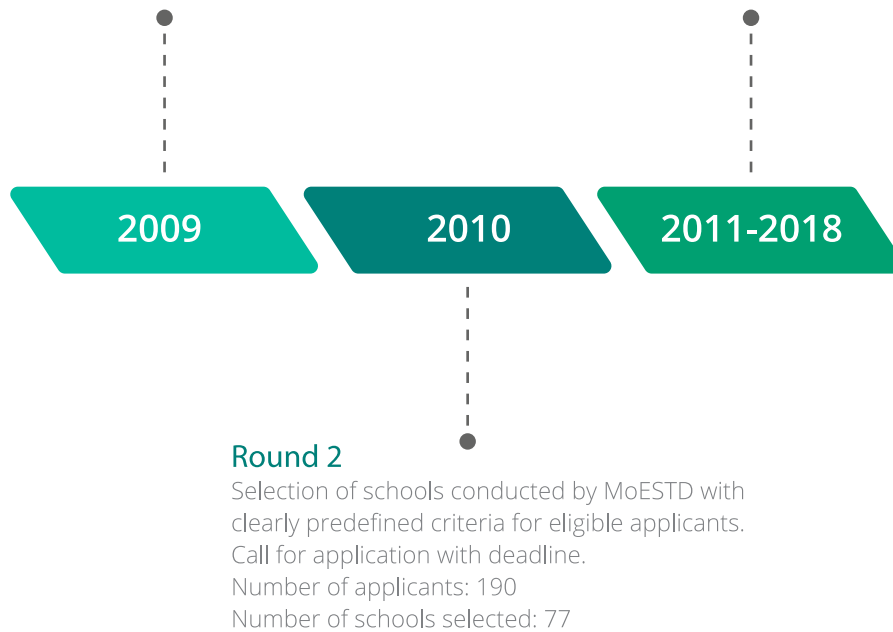 2009
2010
2011-2018
Round 2
Selection of schools conducted by MoESTD with
clearly predefined criteria for eligible applicants.
Call for application with deadline.
Number of applicants: 190
Number of schools selected: 77